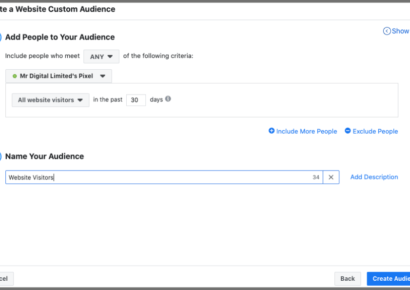 te a Website Custom Audience
Show
Add People to Your Audience
Include people who meet ANY of the following criteria:
Mr Digital Limited's Pixel
All website visitors in the past 30 days
Include More People Exclude People
Name Your Audience
Website Visitors 34
Add Description
cel Back Create Audie